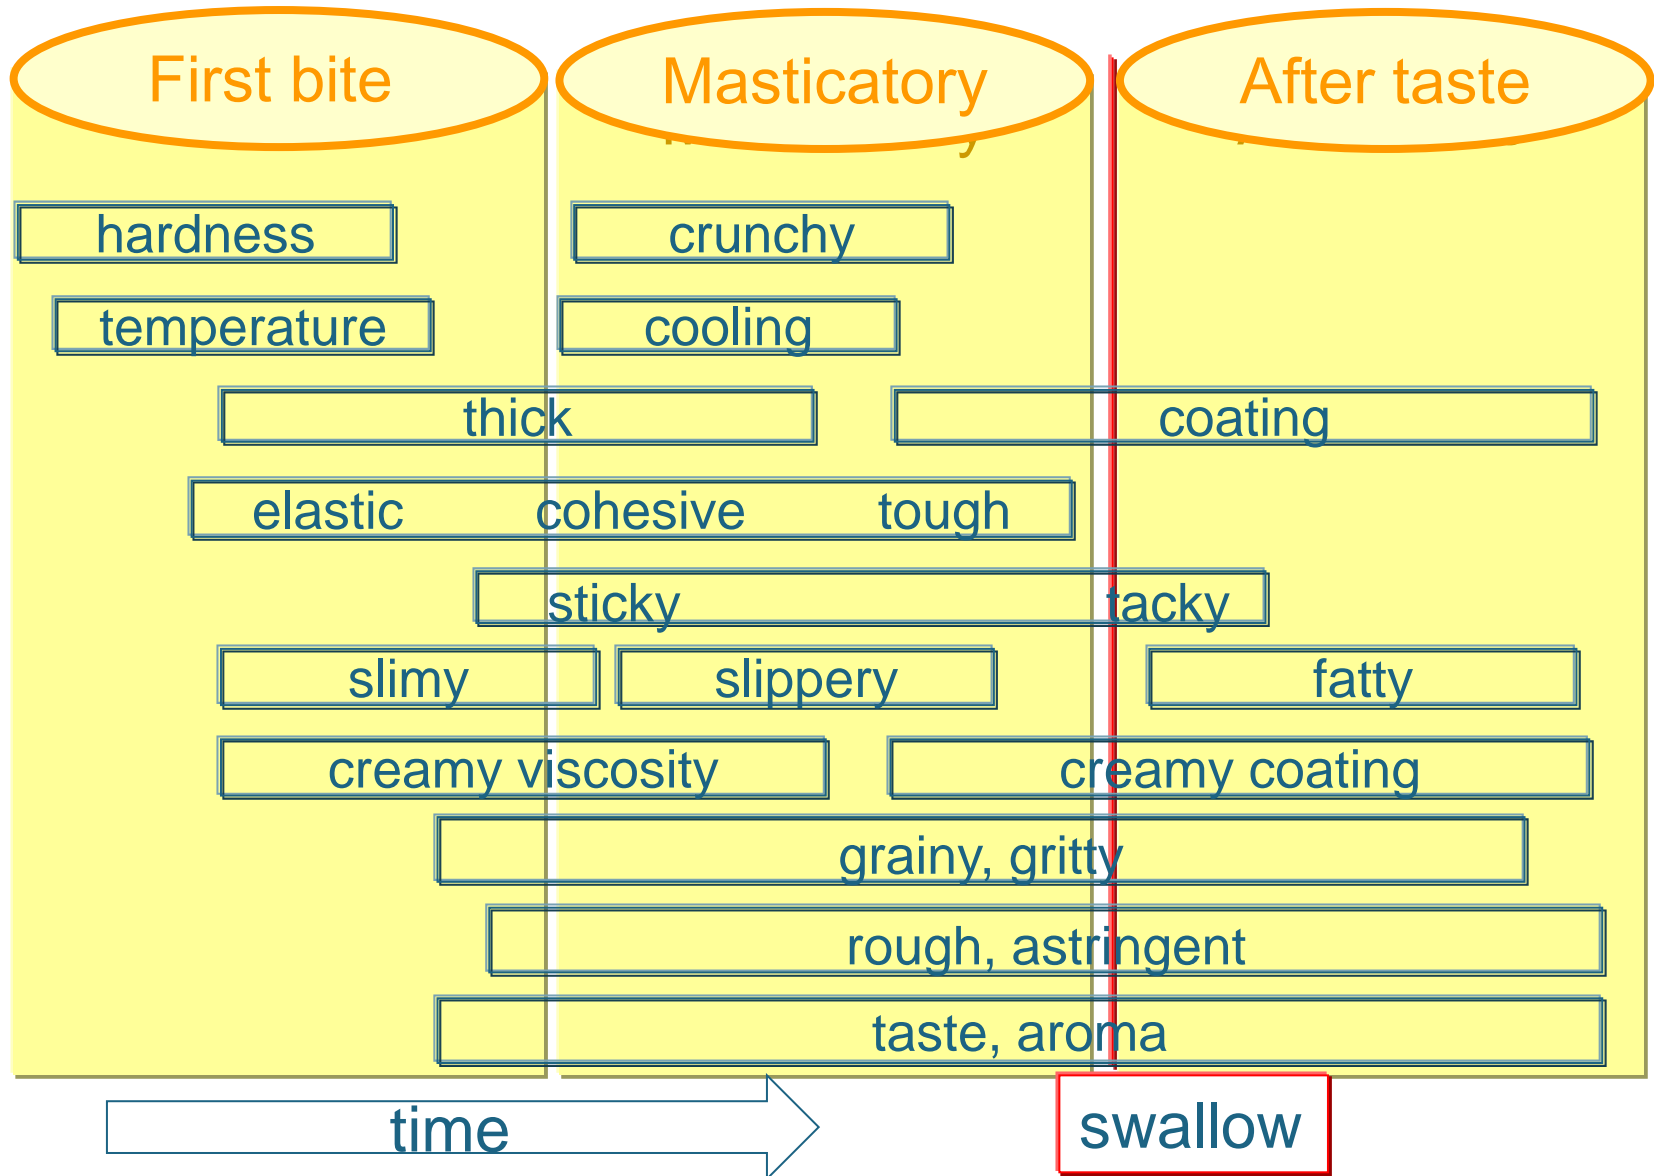 First bite
Masticatory
After taste
hardness
crunchy
temperature
cooling
thick
coating
elastic cohesive tough
sticky tacky
slimy
slippery
fatty
creamy viscosity
creamy coating
grainy, gritty
rough, astringent
taste, aroma
time
swallow